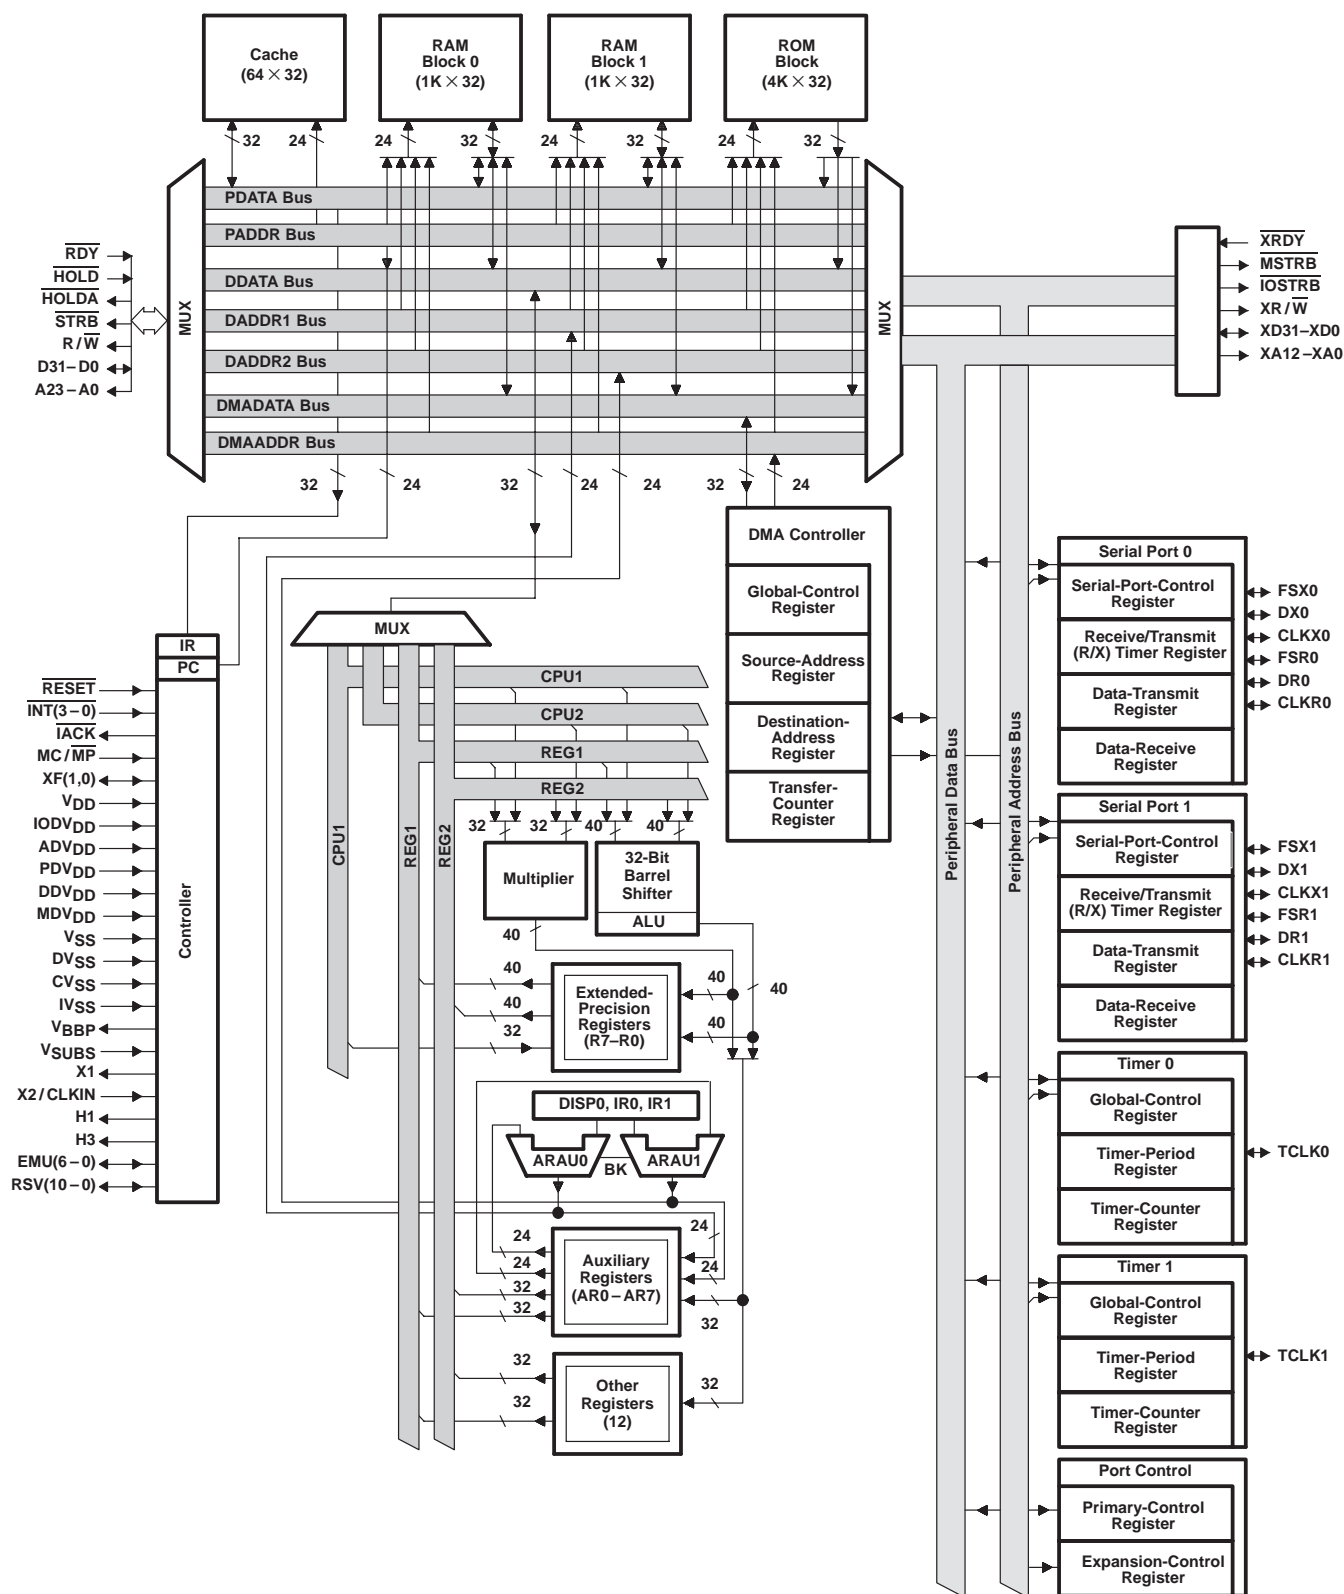 Cache
(64 × 32)
RAM
Block 0
(1K × 32)
RAM
Block 1
(1K × 32)
ROM
Block
(4K × 32)
32
24
24
32
24
32
24
32
PDATA Bus
PADDR Bus
DDATA Bus
DADDR1 Bus
DADDR2 Bus
DMADATA Bus
DMAADDR Bus
MUX
MUX
RDY
HOLD
HOLDA
STRB
R/W
D31–D0
A23–A0
XRDY
MSTRB
IOSTRB
XR/W
XD31–XD0
XA12–XA0
32
24
32
24
24
32
24
IR
PC
Controller
RESET
INT(3–0)
IACK
MC/MP
XF(1,0)
VDD
IODVDD
ADVDD
PDVDD
DDVDD
MDVDD
VSS
DVSS
CVSS
IVSS
VBBP
VSUBS
X1
X2/CLKIN
H1
H3
EMU(6–0)
RSV(10–0)
MUX
CPU1
CPU2
REG1
REG2
CPU1
REG1
REG2
32
32
40
40
Multiplier
32-Bit
Barrel
Shifter
ALU
40
40
40
40
32
40
40
Extended-
Precision
Registers
(R7–R0)
DISP0, IR0, IR1
ARAU0
BK
ARAU1
24
24
32
32
24
24
32
Auxiliary
Registers
(AR0–AR7)
32
32
32
Other
Registers
(12)
DMA Controller
Global-Control
Register
Source-Address
Register
Destination-
Address
Register
Transfer-
Counter
Register
Peripheral Data Bus
Peripheral Address Bus
Serial Port 0
Serial-Port-Control
Register
Receive/Transmit
(R/X) Timer Register
Data-Transmit
Register
Data-Receive
Register
FSX0
DX0
CLKX0
FSR0
DR0
CLKR0
Serial Port 1
Serial-Port-Control
Register
Receive/Transmit
(R/X) Timer Register
Data-Transmit
Register
Data-Receive
Register
FSX1
DX1
CLKX1
FSR1
DR1
CLKR1
Timer 0
Global-Control
Register
Timer-Period
Register
Timer-Counter
Register
TCLK0
Timer 1
Global-Control
Register
Timer-Period
Register
Timer-Counter
Register
TCLK1
Port Control
Primary-Control
Register
Expansion-Control
Register